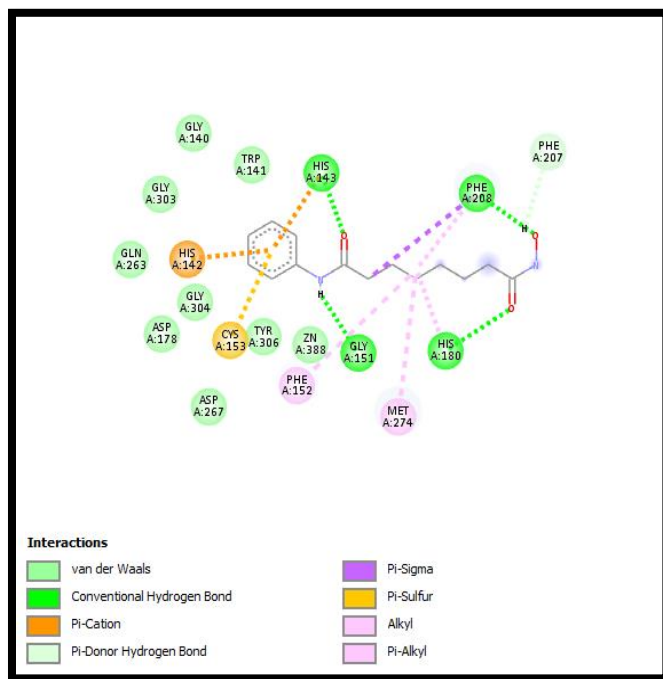 GLY
A:140
PHE
A:207
TRP
A:141
HIS
A:143
GLY
A:303
PHE
A:208
H
O
O
N
GLN
A:263
HIS
A:142
N
H
O
GLY
A:304
ASP
A:178
CYS
A:153
TYR
A:306
ZN
A:388
GLY
A:151
HIS
A:180
PHE
A:152
ASP
A:267
MET
A:274
Interactions
van der Waals
Conventional Hydrogen Bond
Pi-Cation
Pi-Donor Hydrogen Bond
Pi-Sigma
Pi-Sulfur
Alkyl
Pi-Alkyl